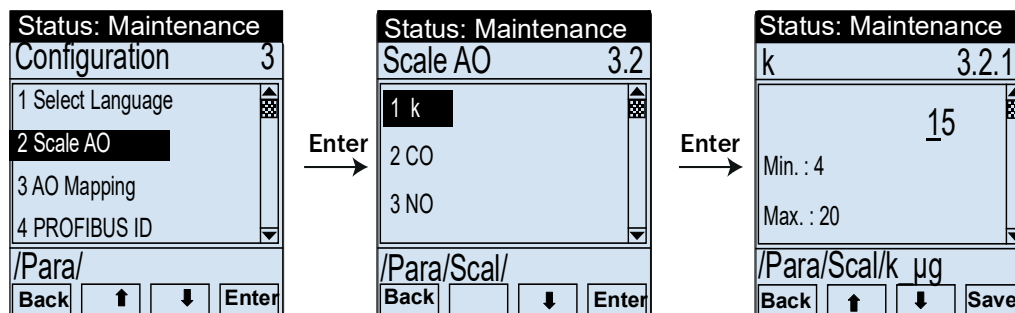 Status: Maintenance
Configuration 3
1 Select Language
2 Scale AO
3 AO Mapping
4 PROFIBUS ID
/Para/
Back Enter
Enter
Status: Maintenance
Scale AO 3.2
1 k
2 CO
3 NO
/Para/Scal/
Back Enter
Enter
Status: Maintenance
k 3.2.1
15
Min. : 4
Max. : 20
/Para/Scal/k_µg
Back Save